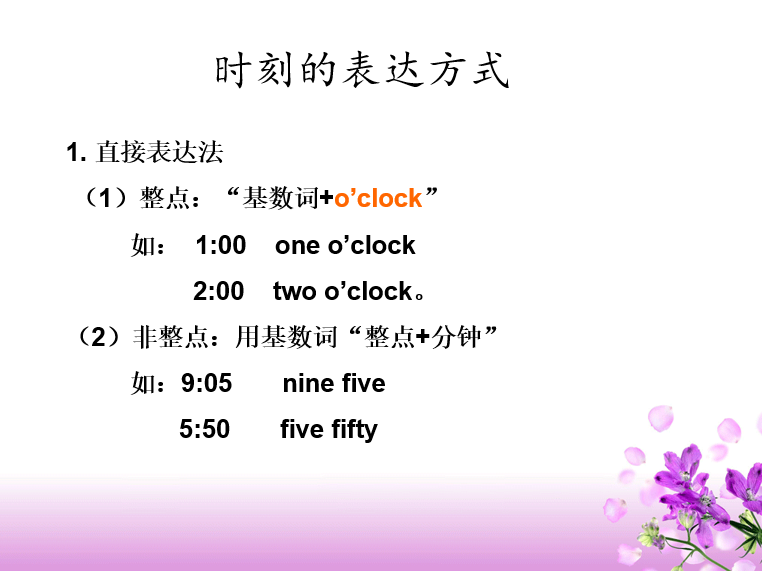 时刻的表达方式
1. 直接表达法
（1）整点：“基数词+o’clock”
如： 1:00 one o’clock
2:00 two o’clock。
（2）非整点：用基数词“整点+分钟”
如：9:05 nine five
5:50 five fifty